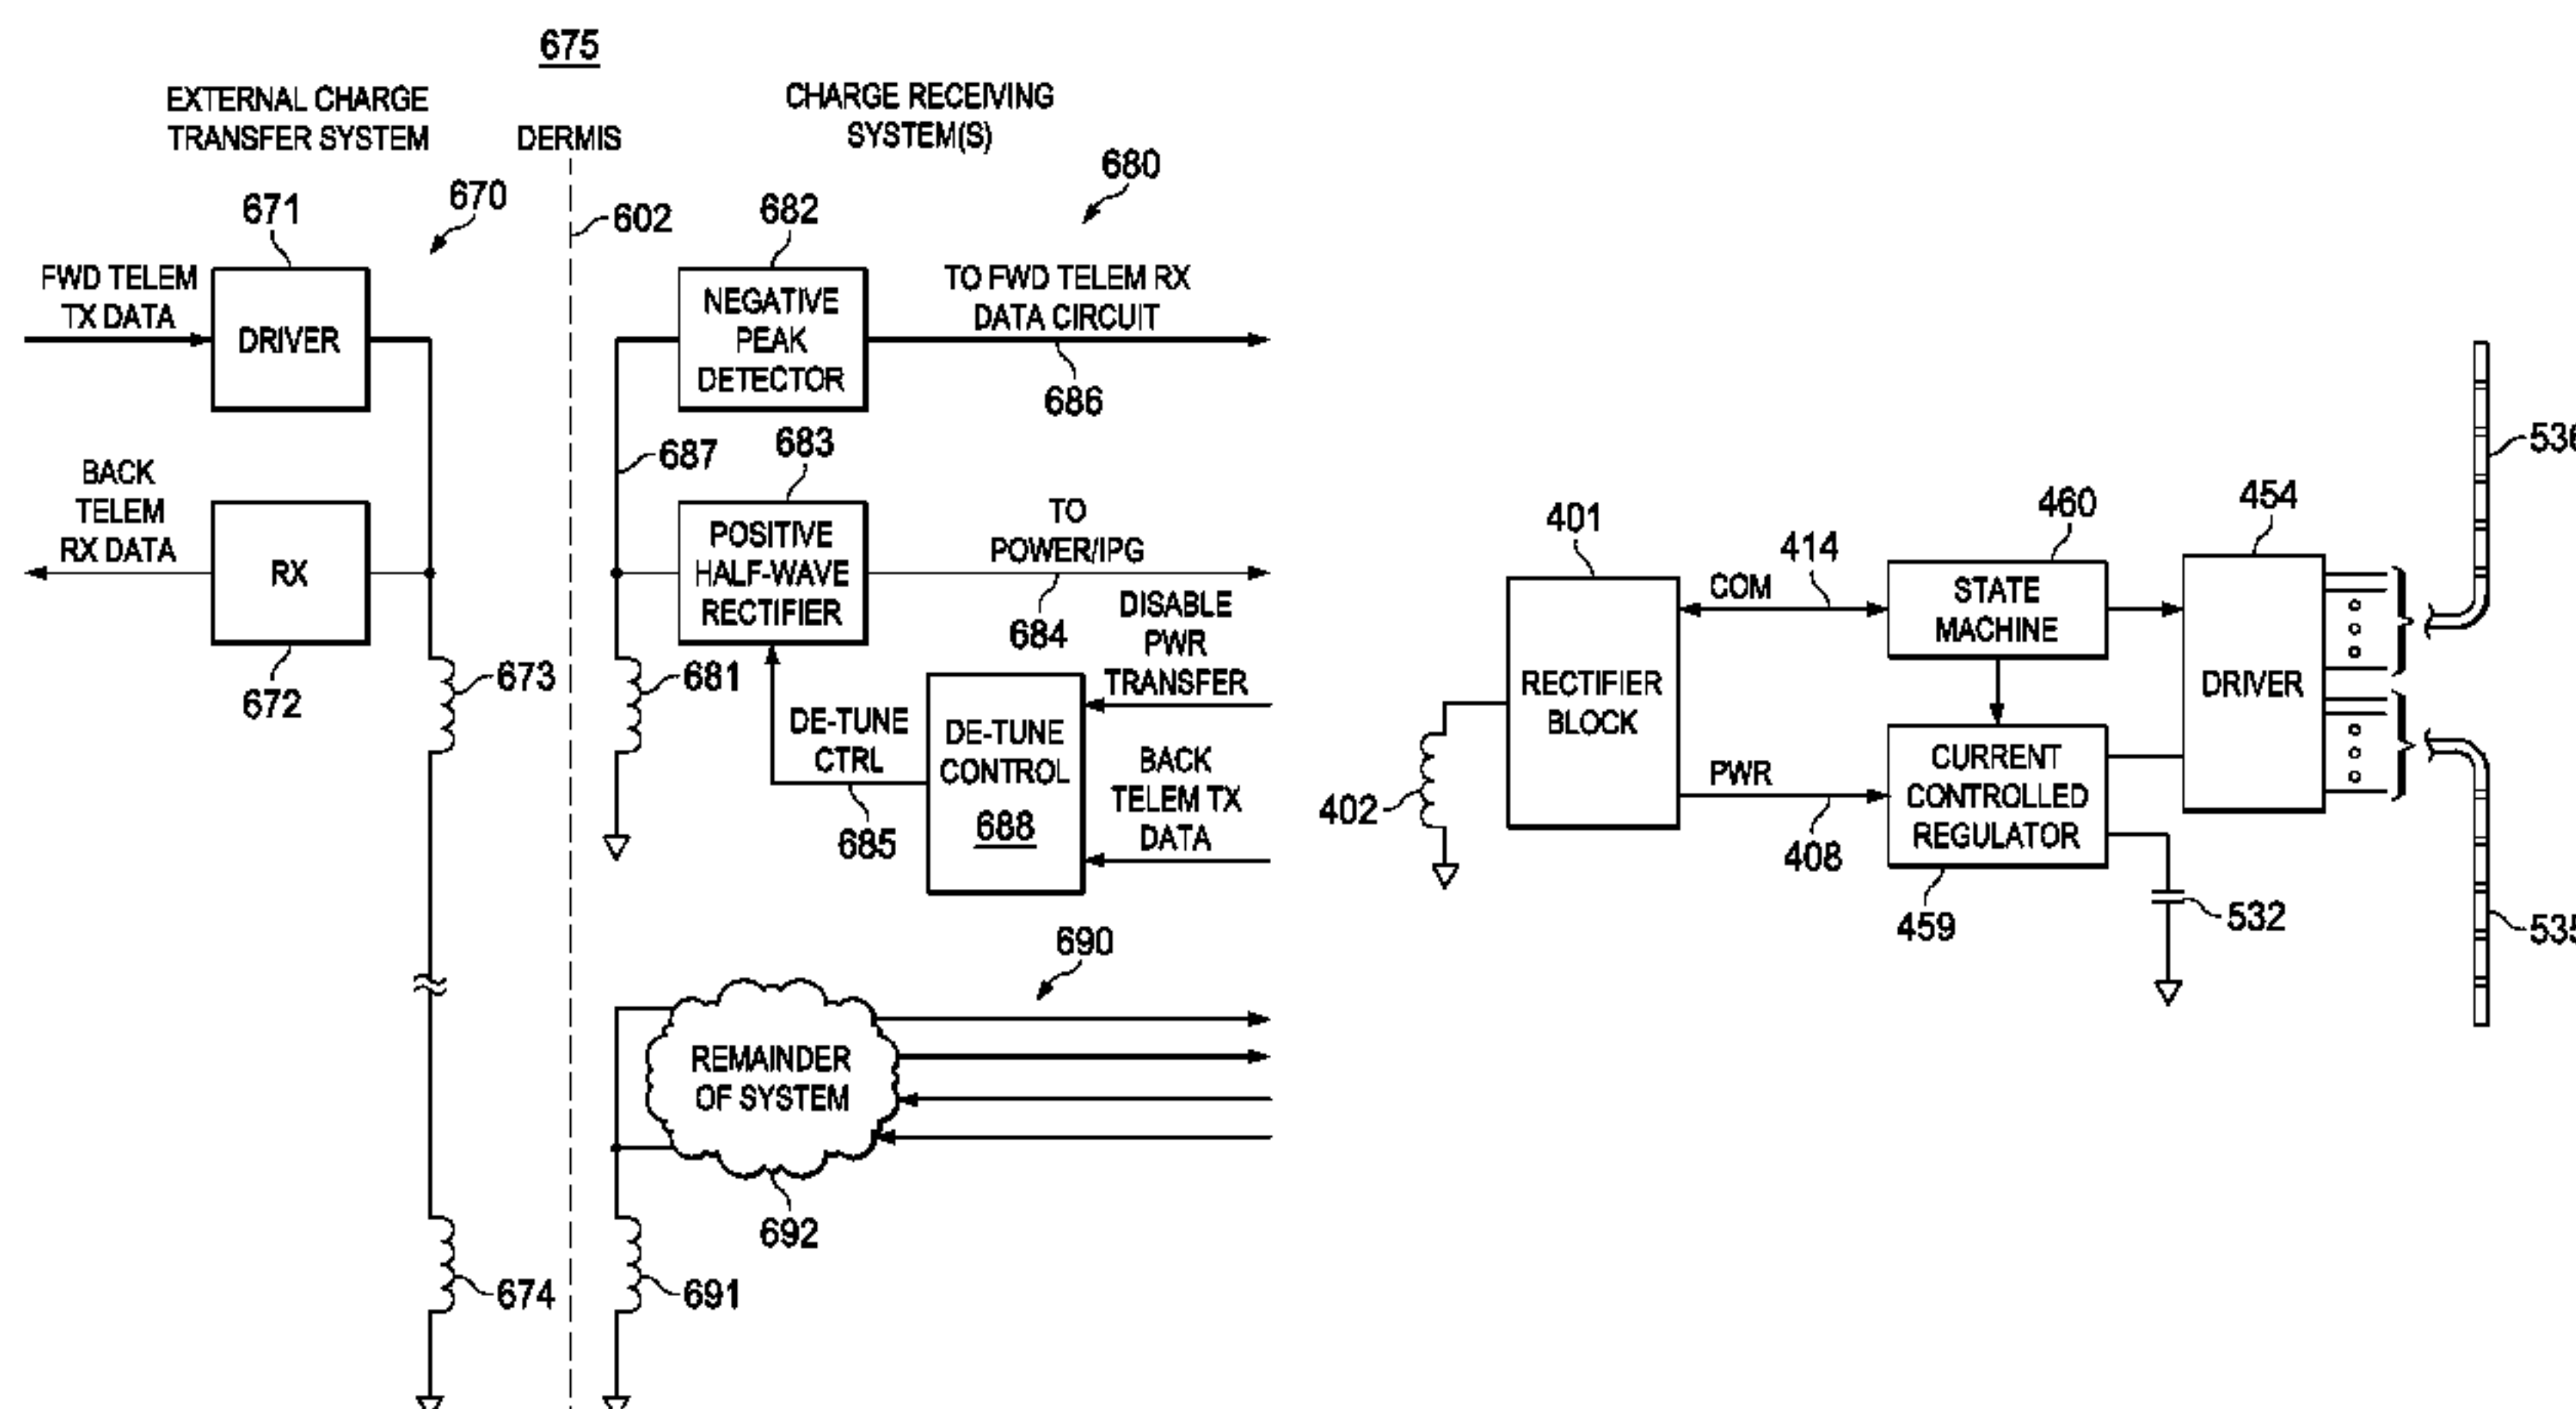 675
EXTERNAL CHARGE
TRANSFER SYSTEM
DERMIS
CHARGE RECEIVING
SYSTEM(S)
670
680
671
602
682
FWD TELEM
TX DATA
DRIVER
NEGATIVE
PEAK
DETECTOR
TO FWD TELEM RX
DATA CIRCUIT
686
687
683
BACK
TELEM
RX DATA
RX
672
POSITIVE
HALF-WAVE
RECTIFIER
TO
POWER/IPG
684
673
681
DISABLE
PWR
TRANSFER
DE-TUNE
CTRL
685
DE-TUNE
CONTROL
688
BACK
TELEM TX
DATA
690
REMAINDER
OF SYSTEM
692
674
691
401
402
RECTIFIER
BLOCK
COM
414
PWR
408
460
STATE
MACHINE
CURRENT
CONTROLLED
REGULATOR
459
532
454
DRIVER
536
535